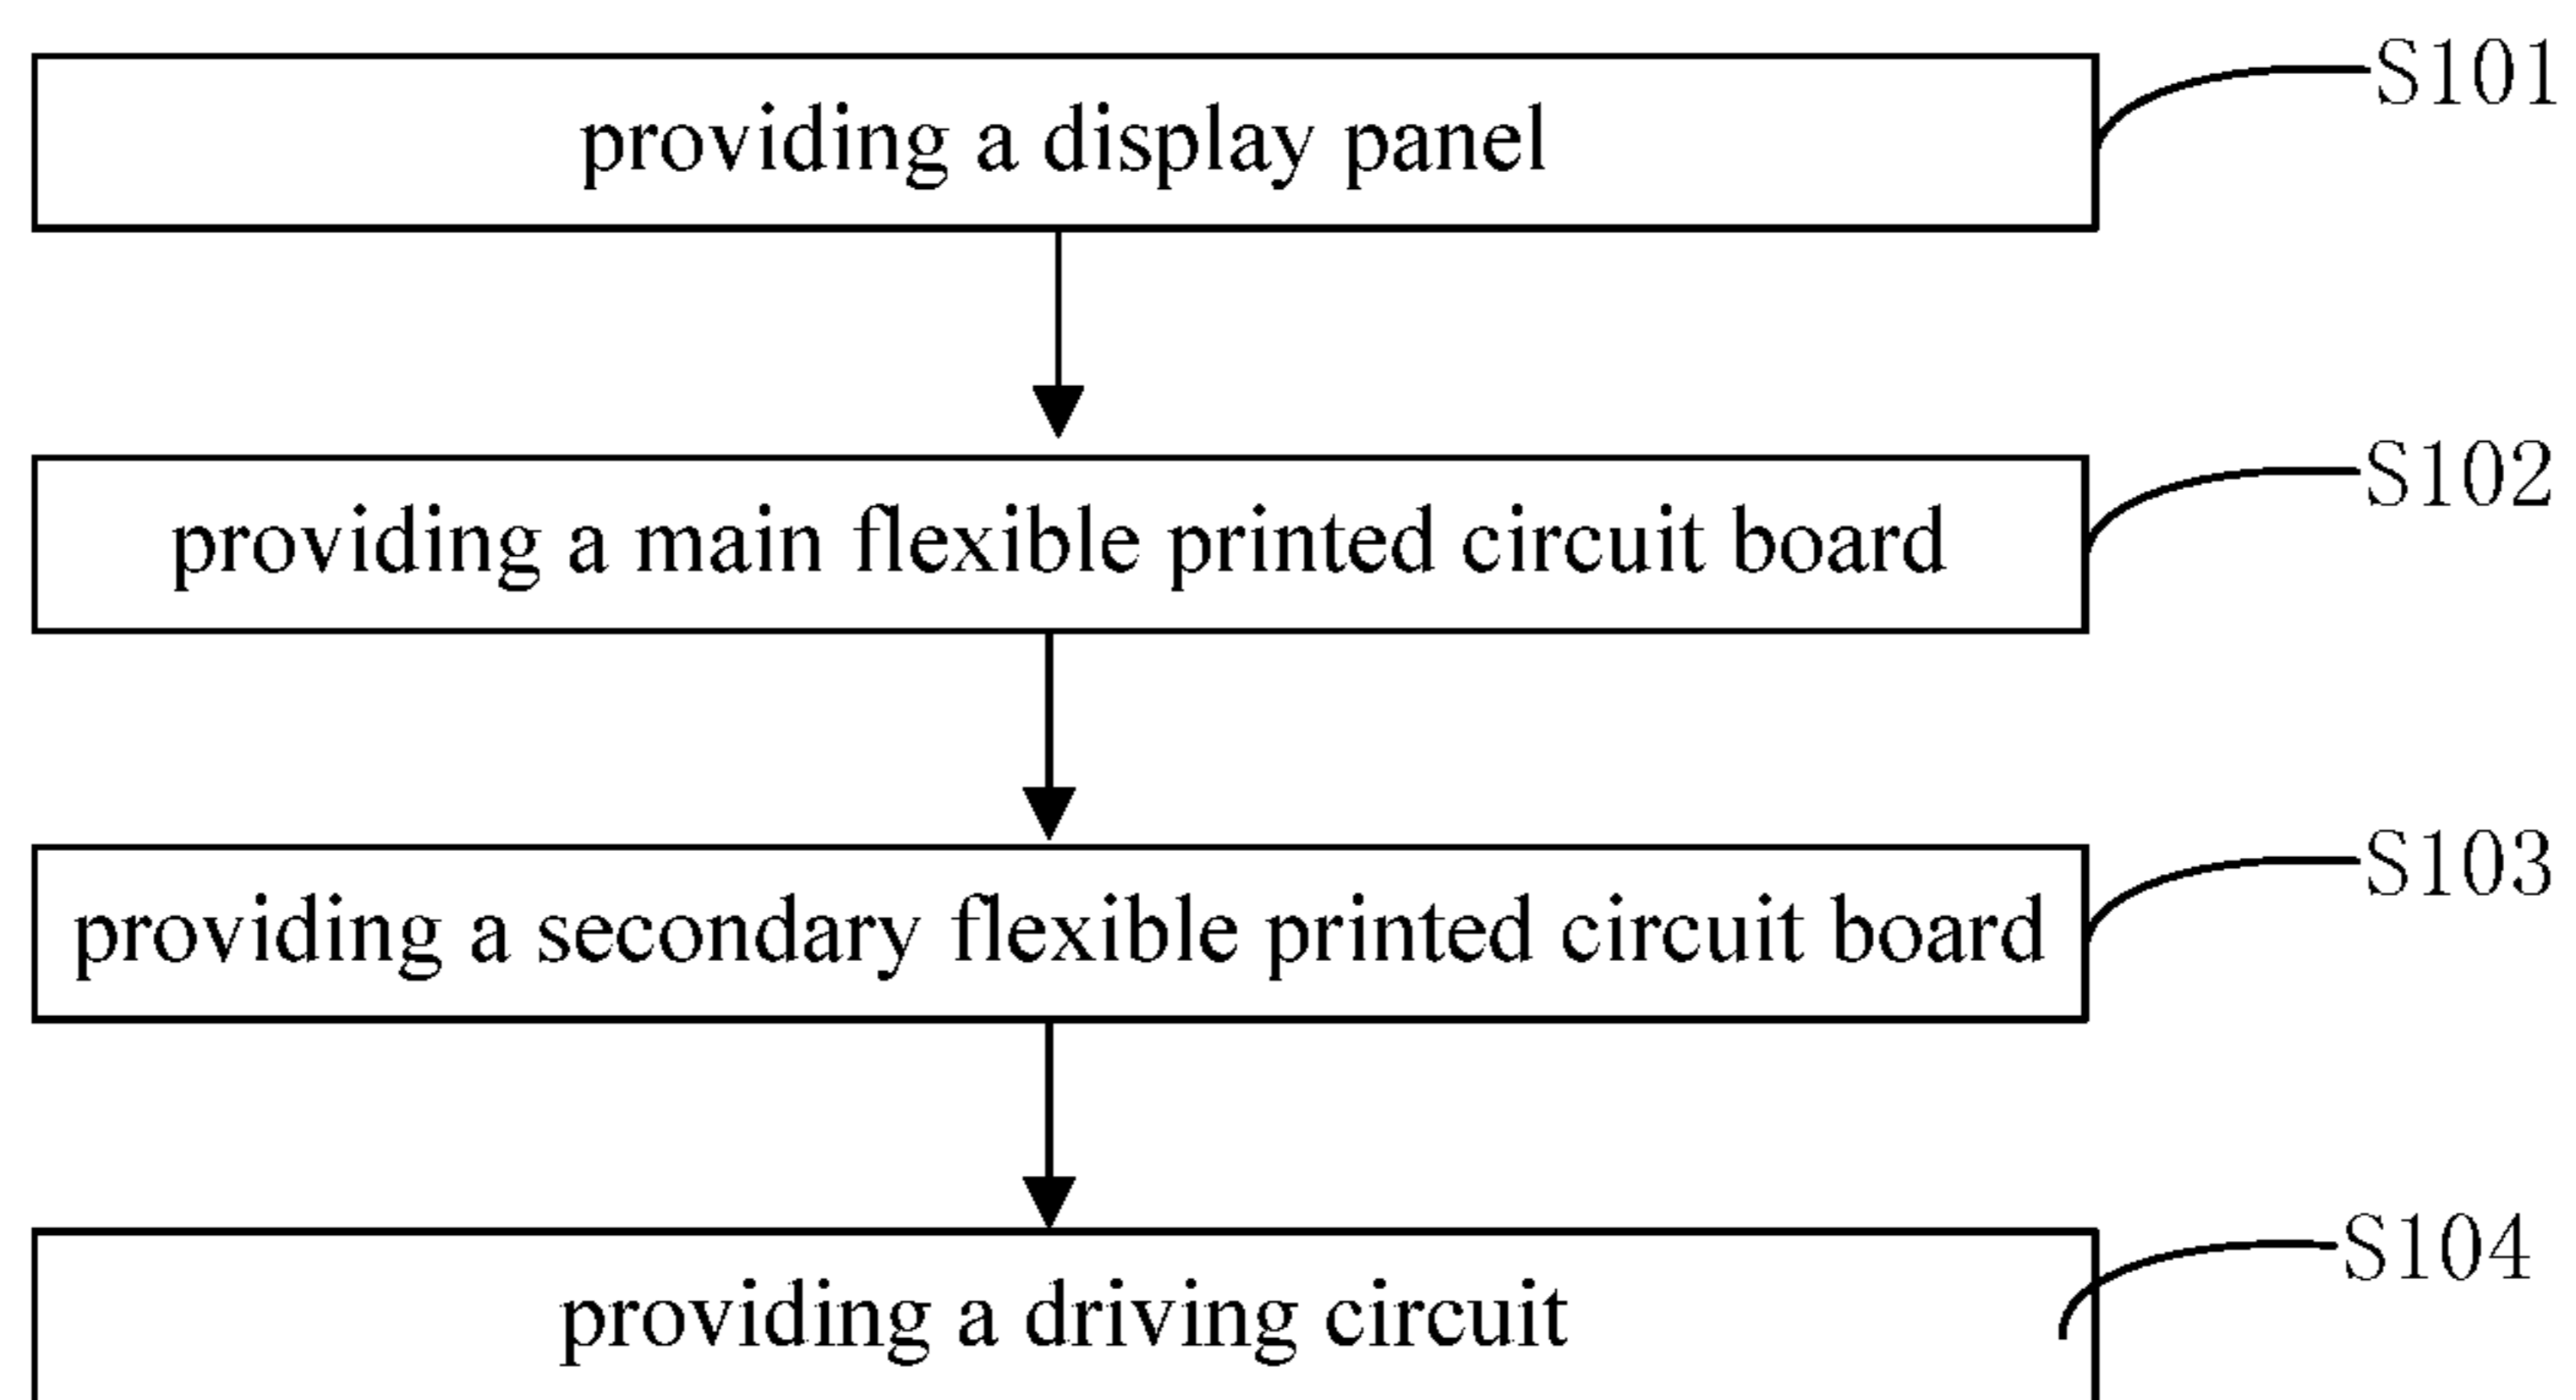 S101
providing a display panel
S102
providing a main flexible printed circuit board
S103
providing a secondary flexible printed circuit board
S104
providing a driving circuit